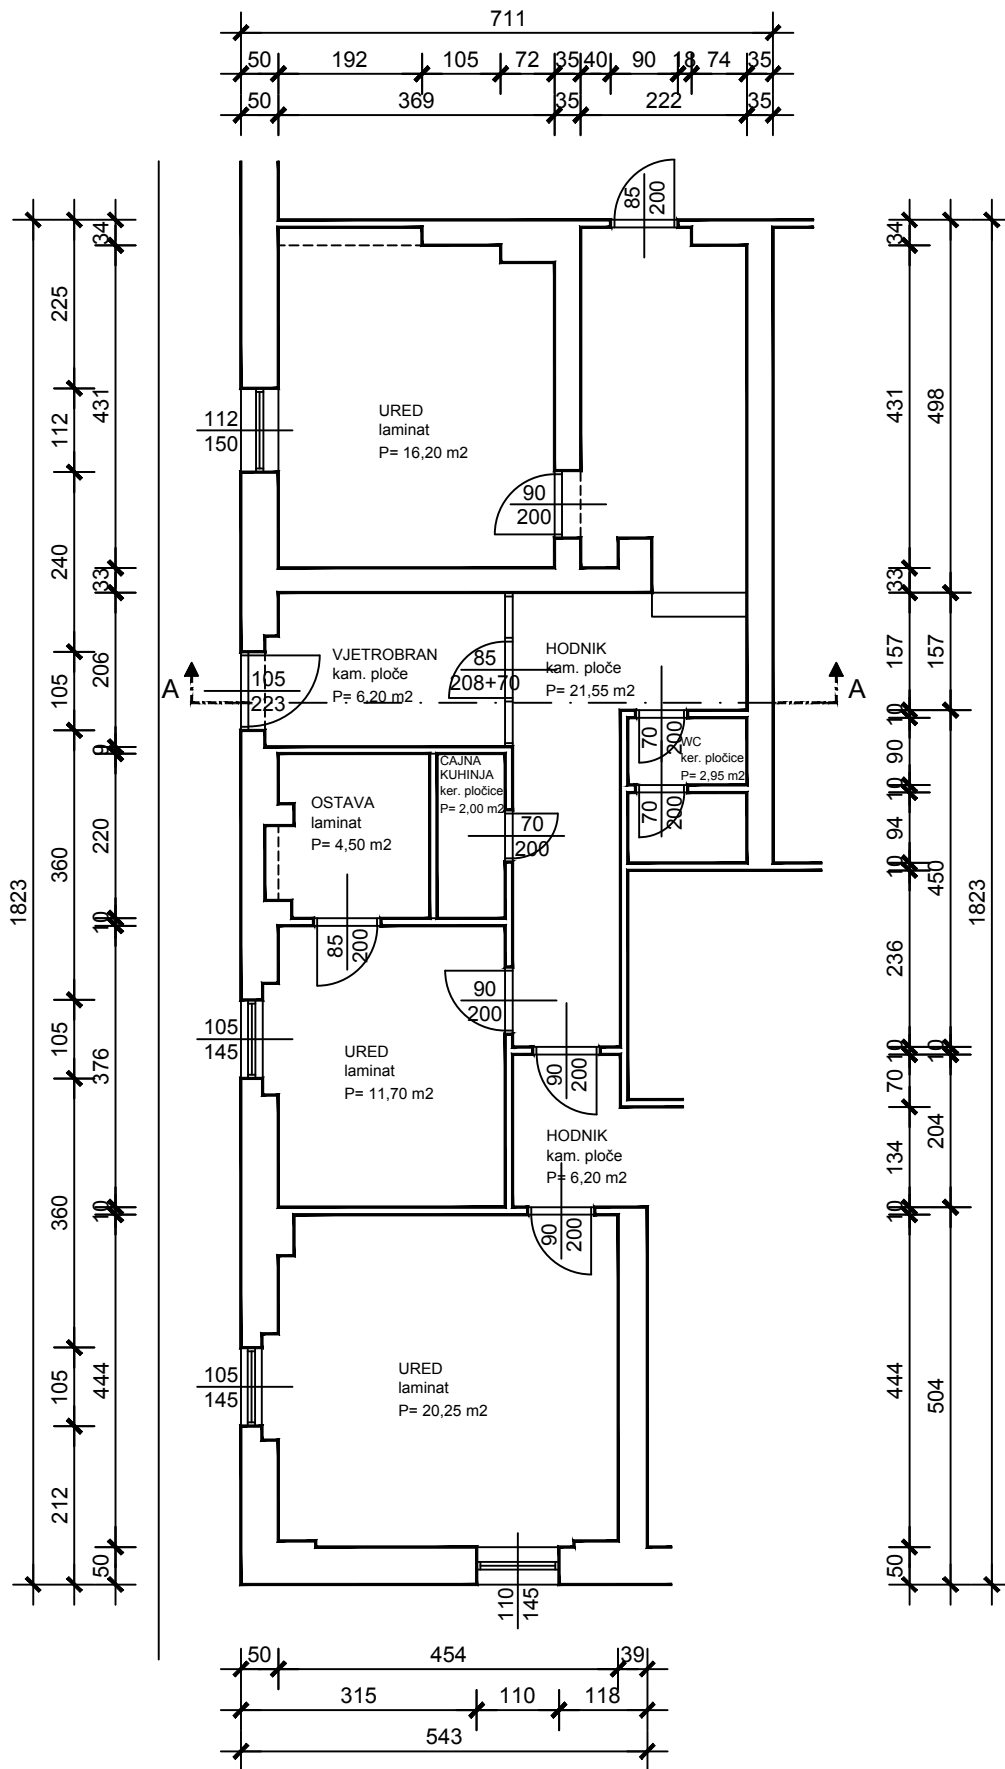 711
50 192 105 72 35 40 90 18 74 35
50 369 35 222 35
85
200
34
225
431
112
240
33
206
105
9
220
360
1823
10
105
376
360
10
105
444
212
50
112
150
URED
laminat
P= 16,20 m2
90
200
VJETROBRAN
kam. ploče
P= 6,20 m2
105
223
85
208+70
HODNIK
kam. ploče
P= 21,55 m2
A
A
70
200
WC
ker. pločice
P= 2,95 m2
70
200
OSTAVA
laminat
P= 4,50 m2
CAJNA
KUHINJA
ker. pločice
P= 2,00 m2
70
200
85
200
90
200
105
145
URED
laminat
P= 11,70 m2
90
200
HODNIK
kam. ploče
P= 6,20 m2
90
200
105
145
URED
laminat
P= 20,25 m2
110
145
34
431
498
33
157
157
10
90
10
94
10
450
1823
236
10
10
70
204
134
10
444
504
50
50 454 39
315 110 118
543